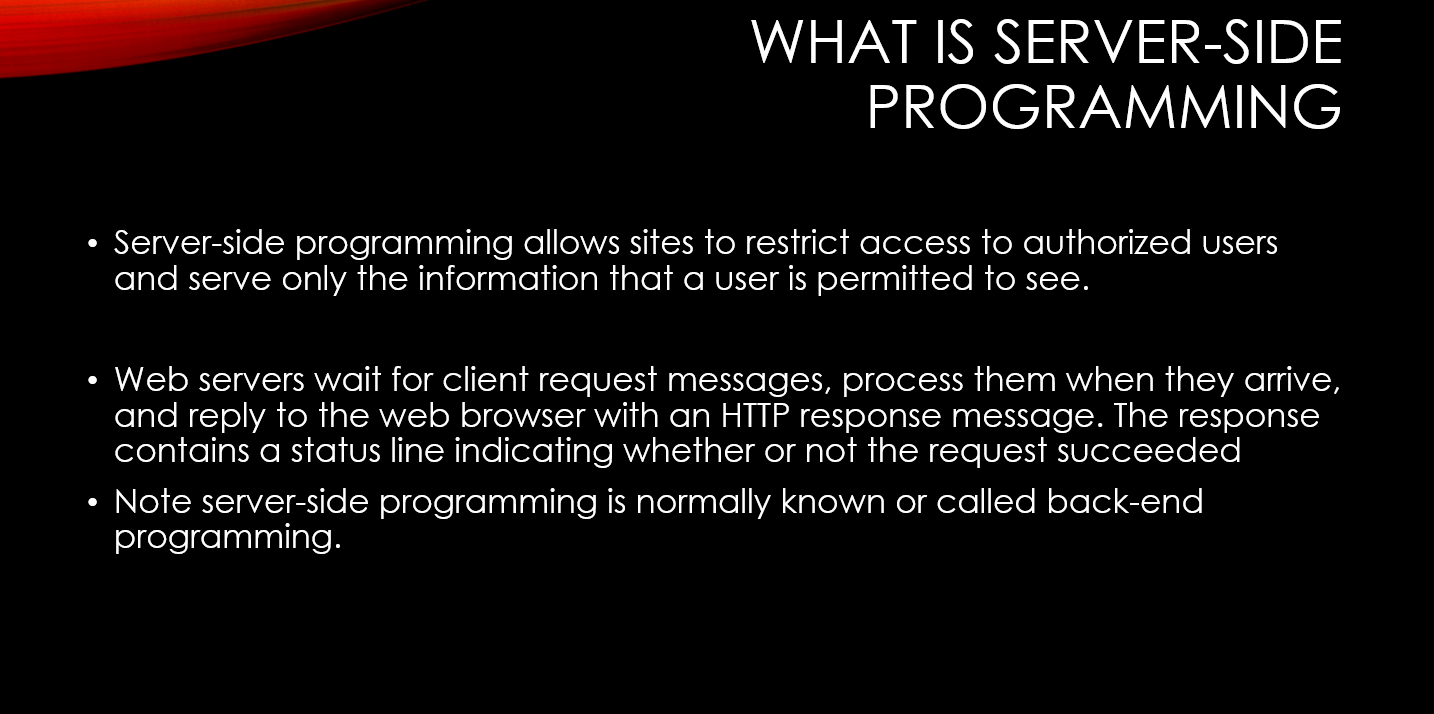 WHAT IS SERVER-SIDE
PROGRAMMING
• Server-side programming allows sites to restrict access to authorized users
and serve only the information that a user is permitted to see.
• Web servers wait for client request messages, process them when they arrive,
and reply to the web browser with an HTTP response message. The response
contains a status line indicating whether or not the request succeeded
• Note server-side programming is normally known or called back-end
programming.